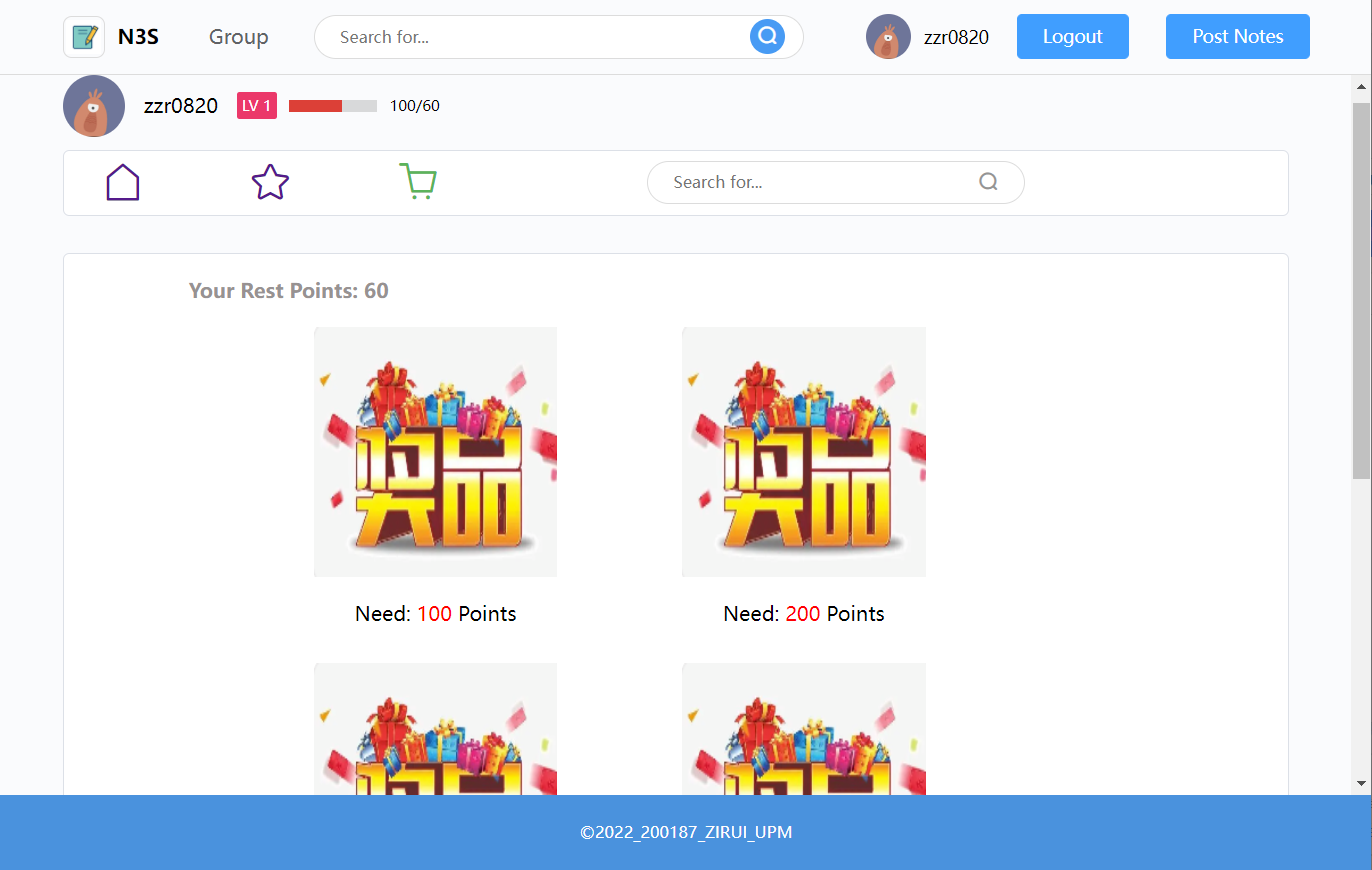 N3S Group Search for... zzr0820 Logout Post Notes
zzr0820 LV 1 100/60
Search for...
Your Rest Points: 60
奖品 奖品
Need: 100 Points Need: 200 Points
©2022_200187_ZIRUI_UPM